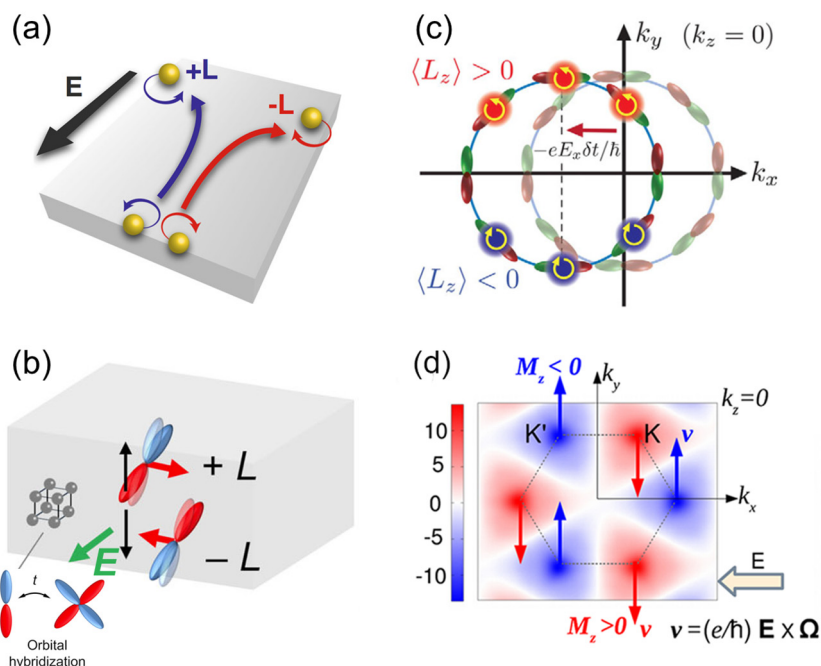 (a)
E
+L
-L
(c)
k_y (k_z = 0)
⟨L_z⟩ > 0
−eE_xδt/ℏ
k_x
⟨L_z⟩ < 0
(b)
+ L
E
− L
t
Orbital
hybridization
(d)
M_z < 0
k_y
k_z=0
10
5
0
-5
-10
K'
K
v
k_x
E
M_z >0
v
v =(e/ℏ) E x Ω